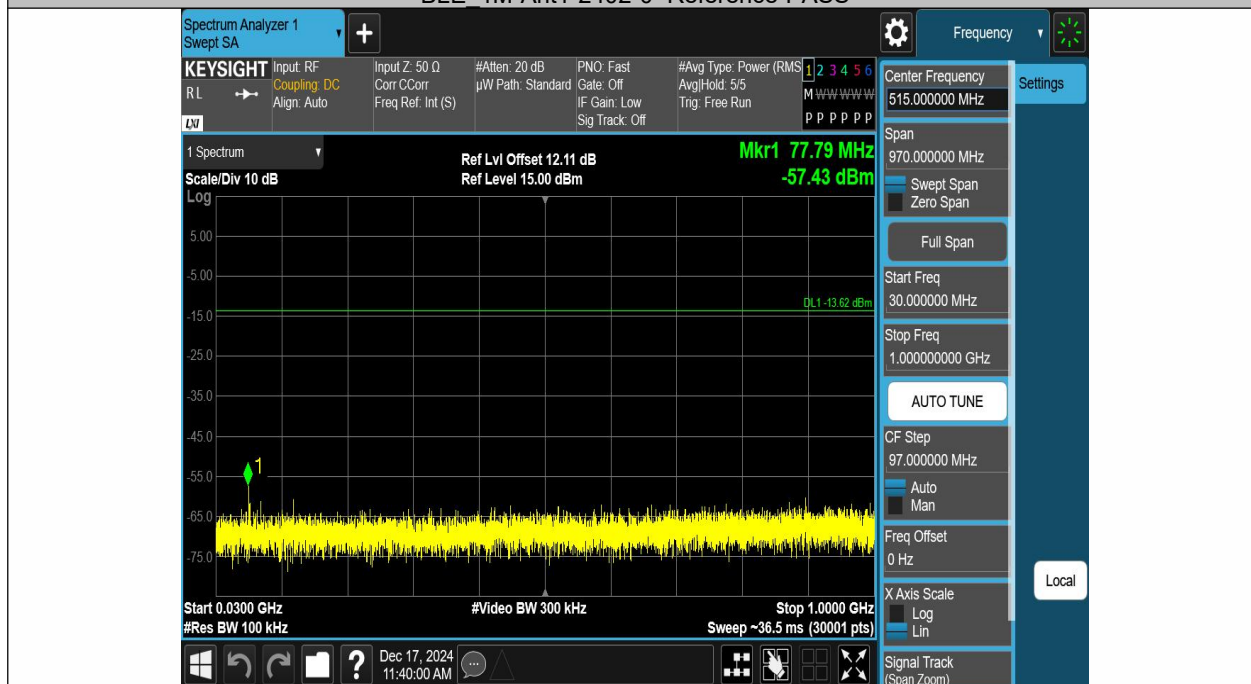 Spectrum Analyzer 1
Swept SA
+
Frequency
KEYSIGHT
RL
LXI
Input: RF
Coupling: DC
Align: Auto
Input Z: 50 Ω
Corr CCorr
Freq Ref: Int (S)
#Atten: 20 dB
µW Path: Standard
PNO: Fast
Gate: Off
IF Gain: Low
Sig Track: Off
#Avg Type: Power (RMS
Avg|Hold: 5/5
Trig: Free Run
1 2 3 4 5 6
M W W W W W
P P P P P P
1 Spectrum
Scale/Div 10 dB
Ref Lvl Offset 12.11 dB
Ref Level 15.00 dBm
Mkr1 77.79 MHz
-57.43 dBm
Log
5.00
-5.00
DL1 -13.62 dBm
-15.0
-25.0
-35.0
-45.0
1
-55.0
-65.0
-75.0
Start 0.0300 GHz
#Video BW 300 kHz
Stop 1.0000 GHz
#Res BW 100 kHz
Sweep ~36.5 ms (30001 pts)
?
Dec 17, 2024
11:40:00 AM
Center Frequency
515.000000 MHz
Settings
Span
970.000000 MHz
Swept Span
Zero Span
Full Span
Start Freq
30.000000 MHz
Stop Freq
1.000000000 GHz
AUTO TUNE
CF Step
97.000000 MHz
Auto
Man
Freq Offset
0 Hz
Local
X Axis Scale
Log
Lin
Signal Track
(Span Zoom)